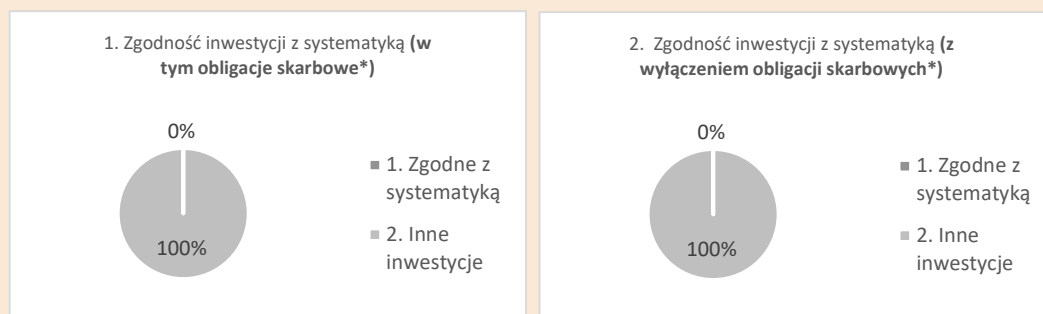 1. Zgodność inwestycji z systematyką (w
tym obligacje skarbowe*)
0%
100%
1. Zgodne z
systematyką
2. Inne
inwestycje
2. Zgodność inwestycji z systematyką (z
wyłączeniem obligacji skarbowych*)
0%
100%
1. Zgodne z
systematyką
2. Inne
inwestycje